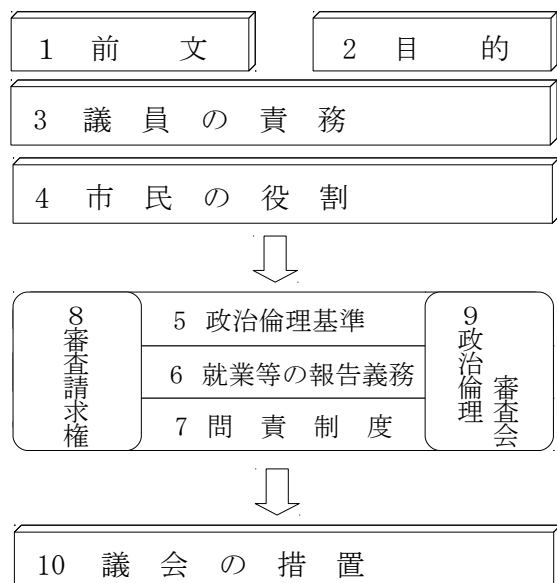 1 前 文
2 目 的
3 議 員 の 責 務
4 市 民 の 役 割
8審査請求権
5 政治倫理基準
6 就業等の報告義務
7 問 責 制 度
9政治倫理
審査会
10 議 会 の 措 置